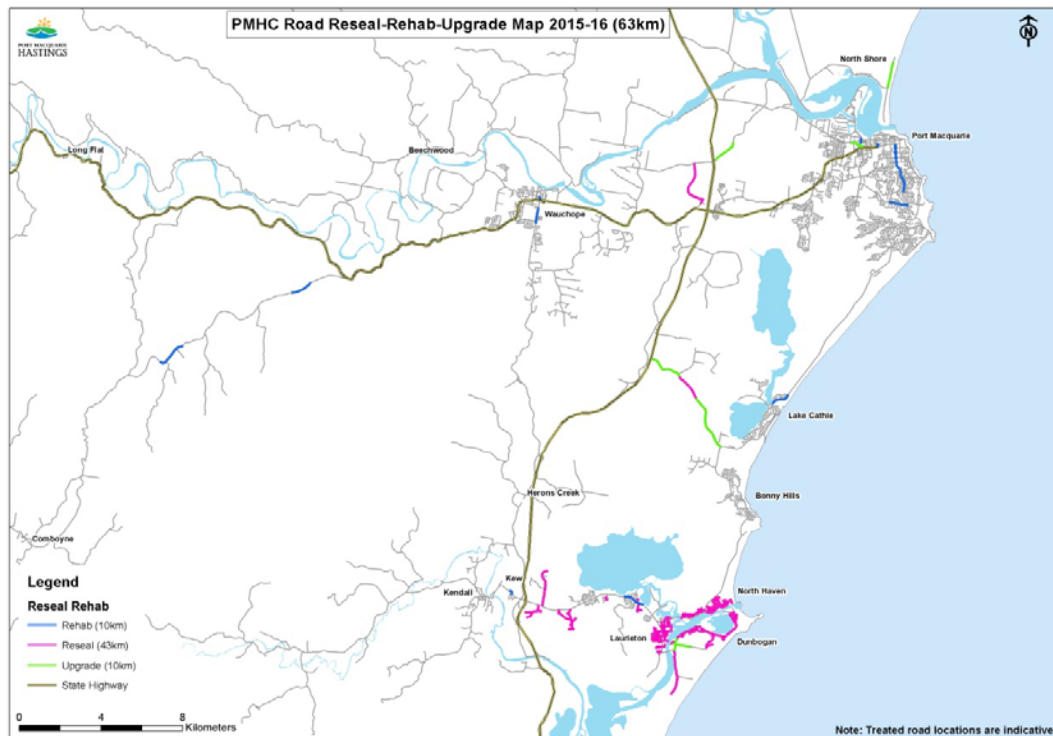 PMHC Road Reseal-Rehab-Upgrade Map 2015-16 (63km)
PORT MACQUARIE
HASTINGS
N
North Shore
Port Macquarie
Long Flat
Beechwood
Wauchope
Lake Cathie
Bonny Hills
Herons Creek
Comboyne
Kew
Kendall
North Haven
Laurieton
Dunbogan
Legend
Reseal Rehab
Rehab (10km)
Reseal (43km)
Upgrade (10km)
State Highway
0 2 4 8
Kilometers
Note: Treated road locations are indicative